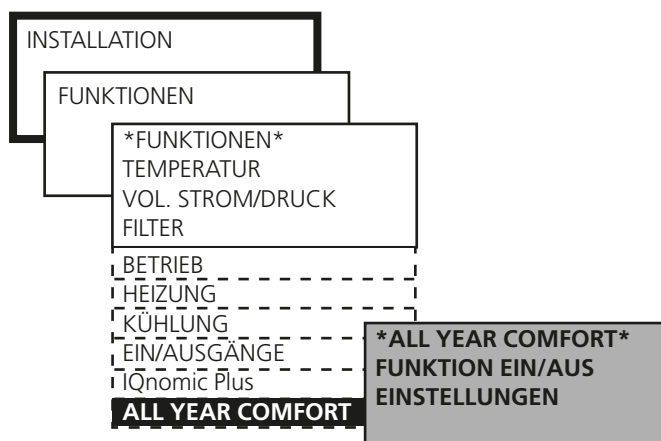 INSTALLATION
FUNKTIONEN
*FUNKTIONEN*
TEMPERATUR
VOL. STROM/DRUCK
FILTER
BETRIEB
HEIZUNG
KÜHLUNG
EIN/AUSGÄNGE
IQnomic Plus
ALL YEAR COMFORT
*ALL YEAR COMFORT*
FUNKTION EIN/AUS
EINSTELLUNGEN